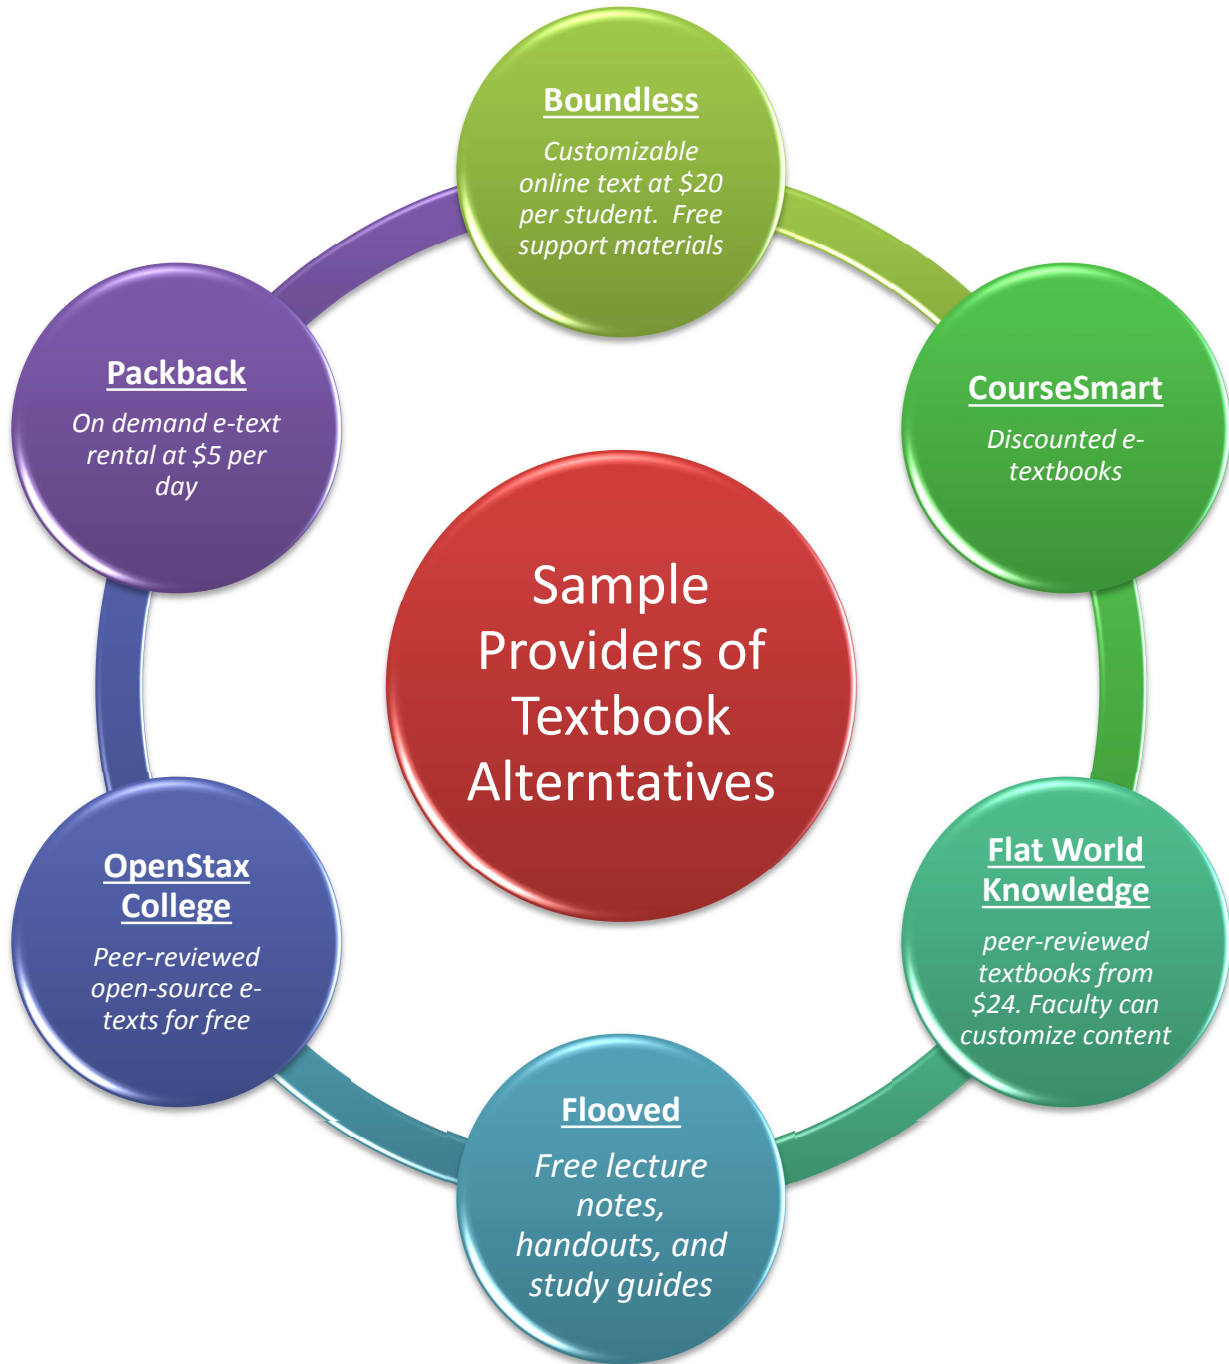 Boundless
Customizable
online text at $20
per student.  Free
support materials
CourseSmart
Discounted e-
textbooks
Flat World
Knowledge
peer-reviewed
textbooks from
$24. Faculty can
customize content
Flooved
Free lecture
notes,
handouts, and
study guides
OpenStax
College
Peer-reviewed
open-source e-
texts for free
Packback
On demand e-text
rental at $5 per
day
Sample
Providers of
Textbook
Alterntatives